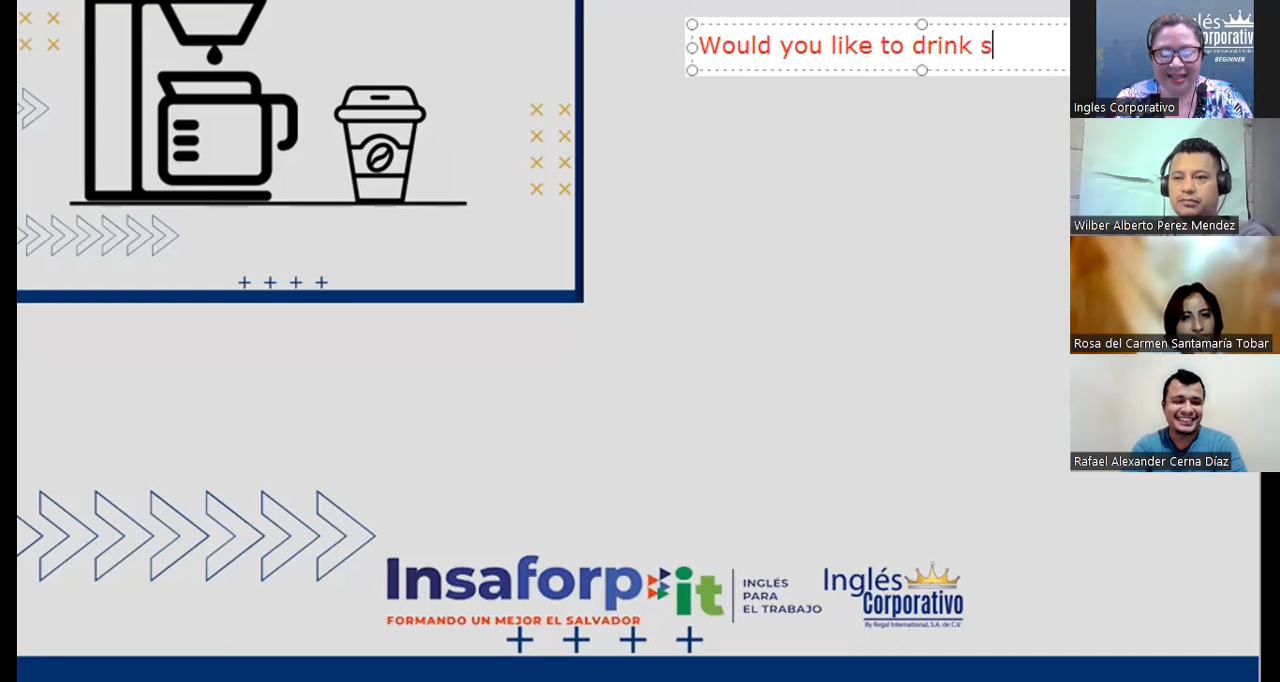 Would you like to drink s
Inglés
Corporativo
BEGINNER
Ingles Corporativo
Wilber Alberto Perez Mendez
Rosa del Carmen Santamaría Tobar
Rafael Alexander Cerna Díaz
Insaforp
FORMANDO UN MEJOR EL SALVADOR
it
INGLÉS
PARA
EL TRABAJO
Inglés
Corporativo
By Regal International, S.A. de C.V.